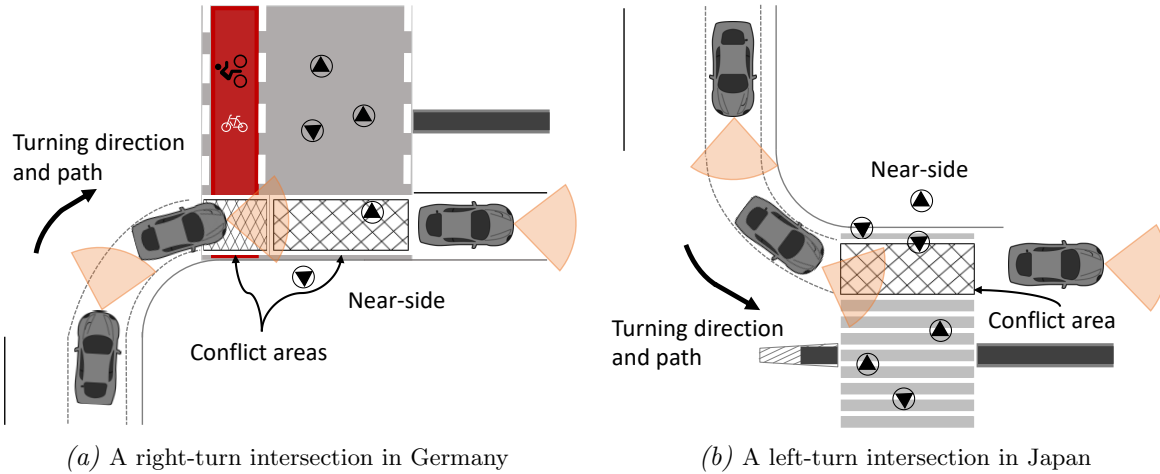 Turning direction
and path
Near-side
Conflict areas
(a) A right-turn intersection in Germany
Near-side
Turning direction
and path
Conflict area
(b) A left-turn intersection in Japan